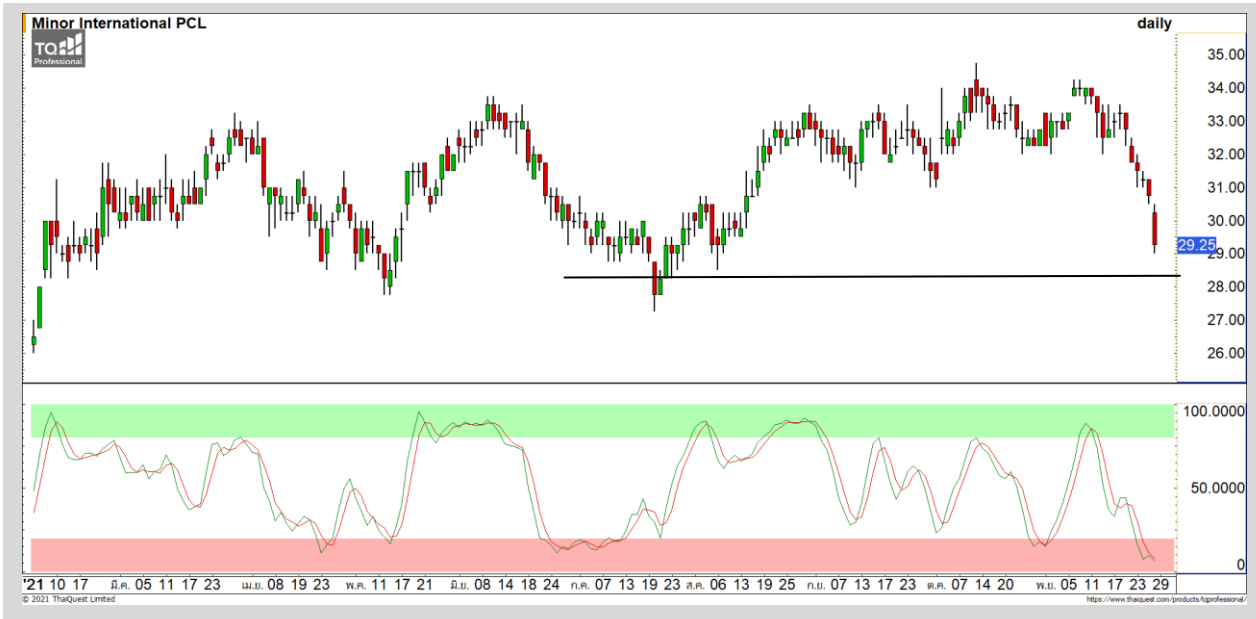 Minor International PCL
daily
TQ
Professional
35.00
34.00
33.00
32.00
31.00
30.00
29.25
29.00
28.00
27.00
26.00
100.0000
50.0000
0
'21 10 17 มี.ค. 05 11 17 23 เม.ย. 08 19 23 พ.ค. 11 17 21 มิ.ย. 08 14 18 24 ก.ค. 07 13 19 23 ส.ค. 06 13 19 25 ก.ย. 07 13 17 23 ต.ค. 07 14 20 พ.ย. 05 11 17 23 29
© 2021 ThaiQuest Limited
https://www.thaiquest.com/products/tqprofessional/